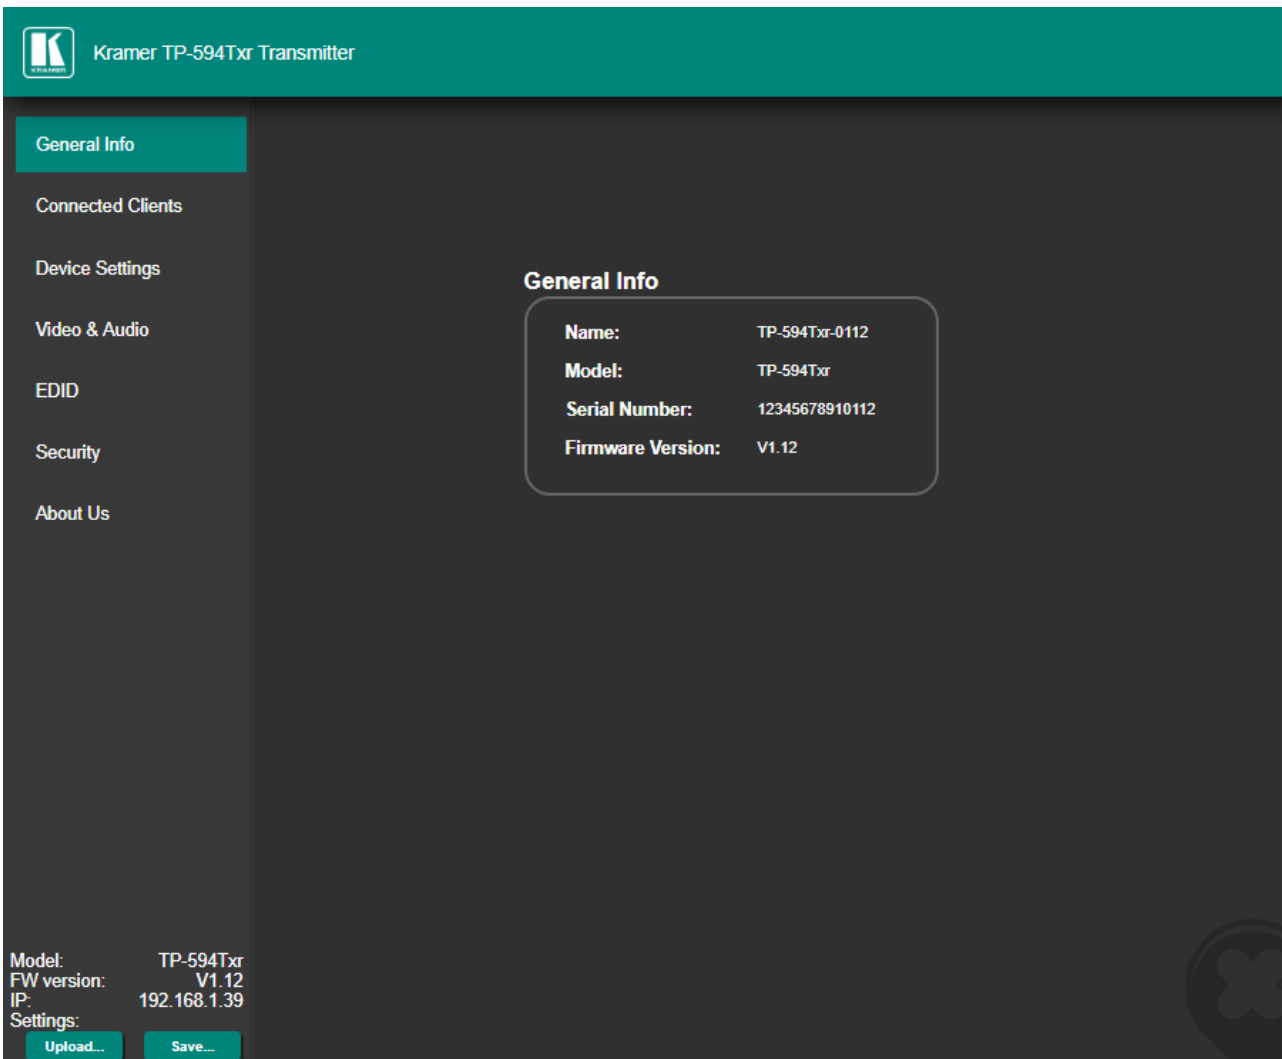 KRAMER
Kramer TP-594Txr Transmitter
General Info
Connected Clients
Device Settings
Video & Audio
EDID
Security
About Us
General Info
Name: TP-594Txr-0112
Model: TP-594Txr
Serial Number: 12345678910112
Firmware Version: V1.12
Model: TP-594Txr
FW version: V1.12
IP: 192.168.1.39
Settings:
Upload... Save...